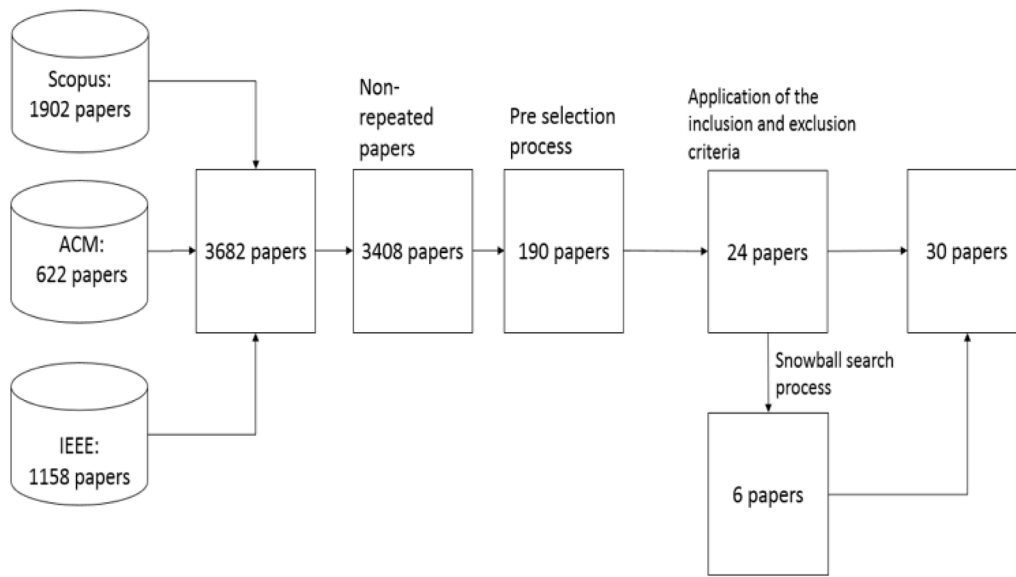 Scopus:
1902 papers
ACM:
622 papers
IEEE:
1158 papers
3682 papers
Non-
repeated
papers
3408 papers
Pre selection
process
190 papers
Application of the
inclusion and exclusion
criteria
24 papers
Snowball search
process
6 papers
30 papers